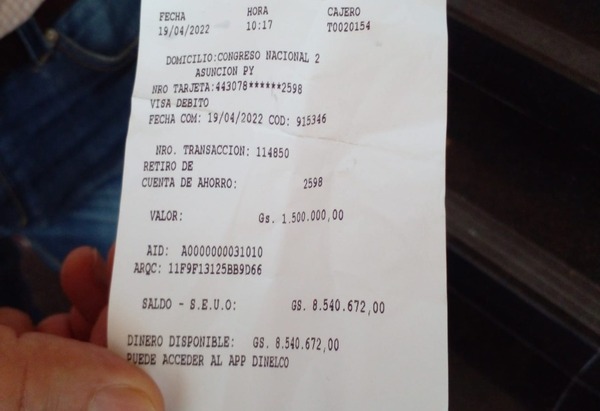 FECHA HORA CAJERO
19/04/2022 10:17 T0020154
DOMICILIO:CONGRESO NACIONAL 2
ASUNCION PY
NRO TARJETA:443078******2598
VISA DEBITO
FECHA COM: 19/04/2022 COD: 915346
NRO. TRANSACCION: 114850
RETIRO DE
CUENTA DE AHORRO: 2598
VALOR: Gs. 1.500.000,00
AID: A0000000031010
ARQC: 11F9F13125BB9D66
SALDO - S.E.U.O: GS. 8.540.672,00
DINERO DISPONIBLE: GS. 8.540.672,00
PUEDE ACCEDER AL APP DINELCO